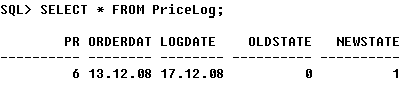 SQL> SELECT * FROM PriceLog;
PR ORDERDAT LOGDATE OLDSTATE NEWSTATE
---------- -------- -------- ---------- ----------
6 13.12.08 17.12.08 0 1